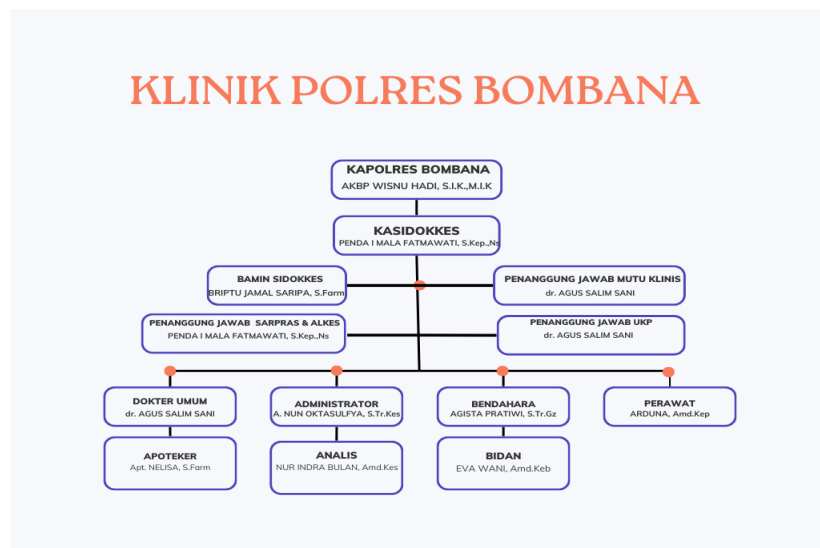 KLINIK POLRES BOMBANA
KAPOLRES BOMBANA
AKBP WISNU HADI, S.I.K.,M.I.K
KASIDOKKES
PENDA I MALA FATMAWATI, S.Kep.,Ns
BAMIN SIDOKKES
BRIPTU JAMAL SARIPA, S.Farm
PENANGGUNG JAWAB MUTU KLINIS
dr. AGUS SALIM SANI
PENANGGUNG JAWAB SARPRAS & ALKES
PENDA I MALA FATMAWATI, S.Kep.,Ns
PENANGGUNG JAWAB UKP
dr. AGUS SALIM SANI
DOKTER UMUM
dr. AGUS SALIM SANI
ADMINISTRATOR
A. NUN OKTASULFYA, S.Tr.Kes
BENDAHARA
AGISTA PRATIWI, S.Tr.Gz
PERAWAT
ARDUNA, Amd.Kep
APOTEKER
Apt. NELISA, S.Farm
ANALIS
NUR INDRA BULAN, Amd.Kes
BIDAN
EVA WANI, Amd.Keb